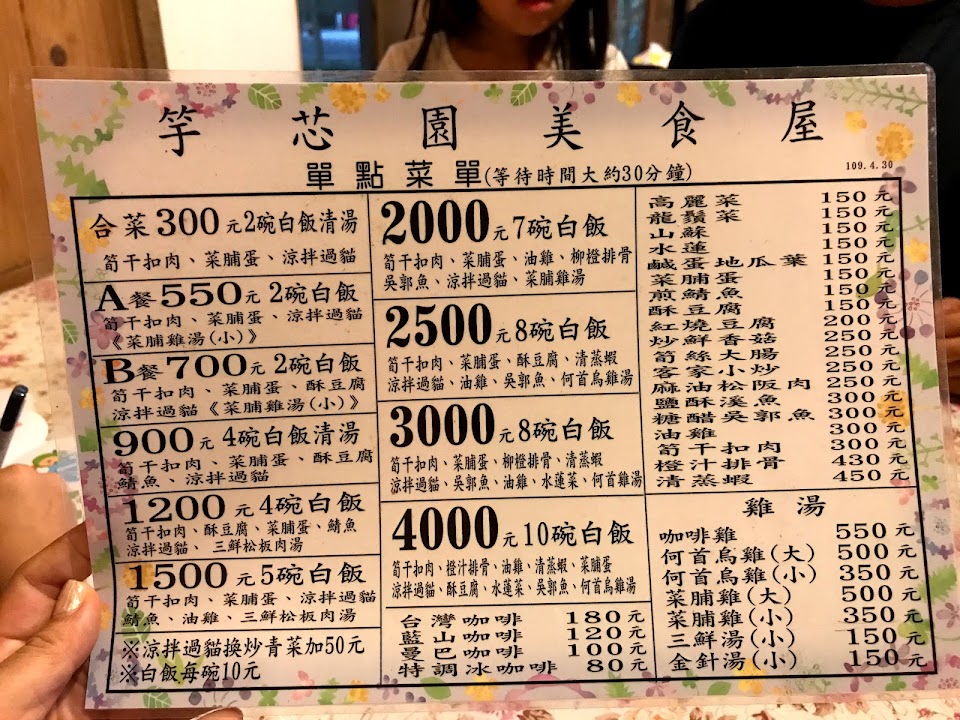 竽芯園美食屋
單點菜單(等待時間大約30分鐘)
109.4.30
合菜300元2碗白飯清湯
筍干扣肉、菜脯蛋、涼拌過貓
A餐550元 2碗白飯
筍干扣肉、菜脯蛋、涼拌過貓
《菜脯雞湯(小)》
B餐700元 2碗白飯
筍干扣肉、菜脯蛋、酥豆腐
涼拌過貓《菜脯雞湯(小)》
900元 4碗白飯清湯
筍干扣肉、菜脯蛋、酥豆腐
鯖魚、涼拌過貓
1200元4碗白飯
筍干扣肉、酥豆腐、菜脯蛋、鯖魚
涼拌過貓、三鮮松板肉湯
1500元5碗白飯
筍干扣肉、菜脯蛋、涼拌過貓
鯖魚、油雞、三鮮松板肉湯
※涼拌過貓換炒青菜加50元
※白飯每碗10元
2000元7碗白飯
筍干扣肉、菜脯蛋、油雞、柳橙排骨
吳郭魚、涼拌過貓、菜脯雞湯
2500元8碗白飯
筍干扣肉、菜脯蛋、酥豆腐、清蒸蝦
涼拌過貓、油雞、吳郭魚、何首烏雞湯
3000元8碗白飯
筍干扣肉、菜脯蛋、柳橙排骨、清蒸蝦
涼拌過貓、吳郭魚、油雞、水蓮菜、何首雞湯
4000元10碗白飯
筍干扣肉、橙汁排骨、油雞、清蒸蝦、菜脯蛋
涼拌過貓、酥豆腐、水蓮菜、吳郭魚、何首烏雞湯
台灣咖啡 180元
藍山咖啡 120元
曼巴咖啡 100元
特調冰咖啡 80元
高麗菜 150元
龍鬚菜 150元
山蘇 150元
水蓮 150元
鹹蛋地瓜葉 150元
菜脯蛋 150元
煎鯖魚 150元
酥豆腐 150元
紅燒豆腐 200元
炒鮮香菇 250元
筍絲大腸 250元
客家小炒 250元
麻油松阪肉 250元
鹽酥溪魚 300元
糖醋吳郭魚 300元
油雞 300元
筍干扣肉 300元
橙汁排骨 430元
清蒸蝦 450元
雞湯
咖啡雞 550元
何首烏雞(大) 500元
何首烏雞(小) 350元
菜脯雞(大) 500元
菜脯雞(小) 350元
三鮮湯(小) 150元
金針湯(小) 150元